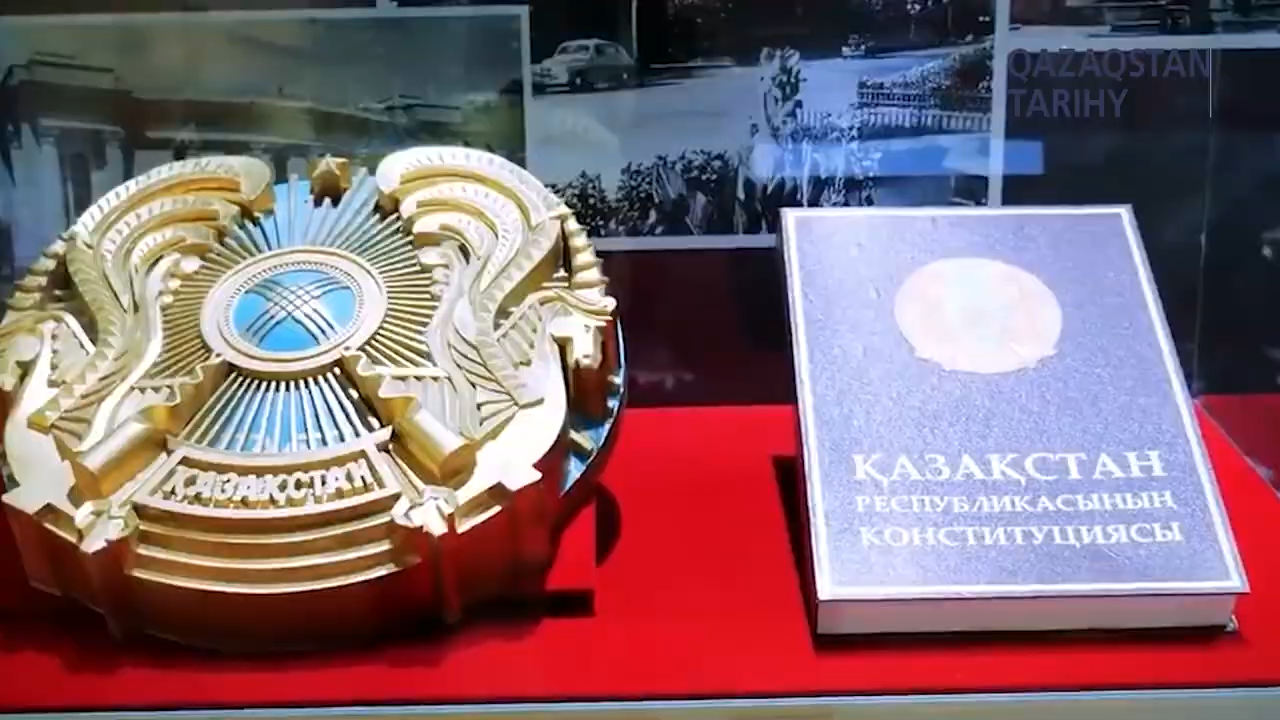 QAZAQSTAN
TARIHY
ҚАЗАҚСТАН
ҚАЗАҚСТАН
РЕСПУБЛИКАСЫНЫҢ
КОНСТИТУЦИЯСЫ